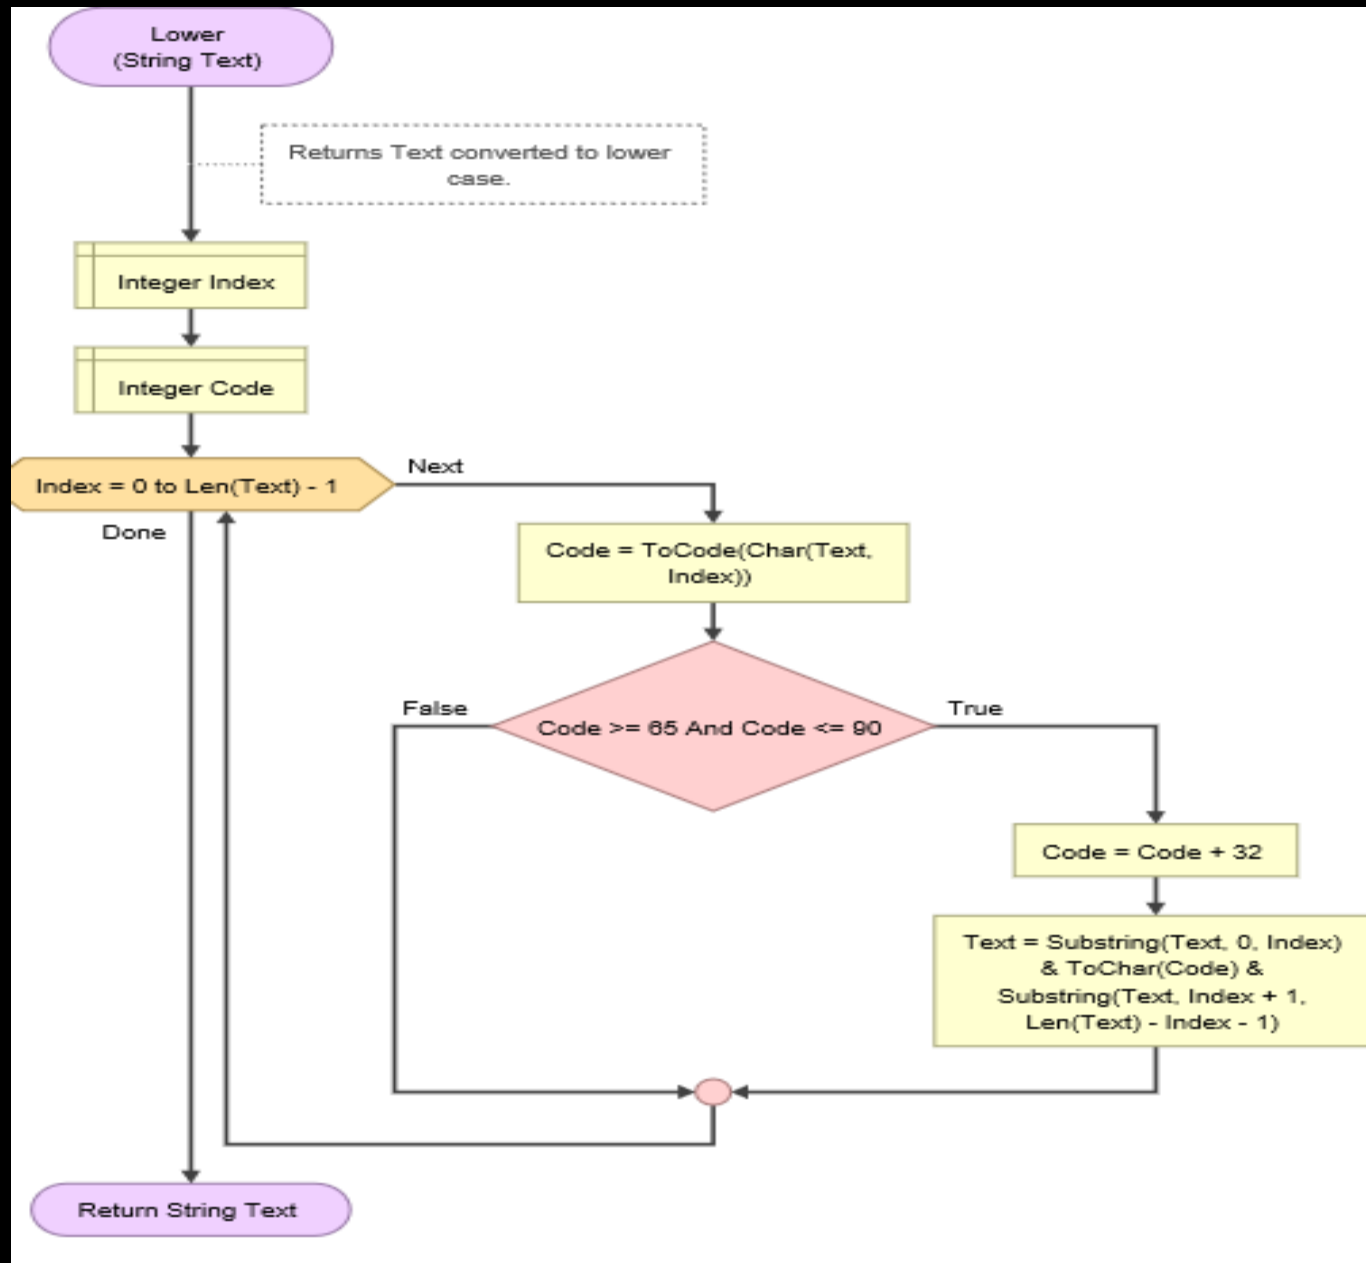 Lower
(String Text)
Returns Text converted to lower
case.
Integer Index
Integer Code
Index = 0 to Len(Text) - 1
Next
Done
Code = ToCode(Char(Text,
Index))
False
Code >= 65 And Code <= 90
True
Code = Code + 32
Text = Substring(Text, 0, Index)
& ToChar(Code) &
Substring(Text, Index + 1,
Len(Text) - Index - 1)
Return String Text